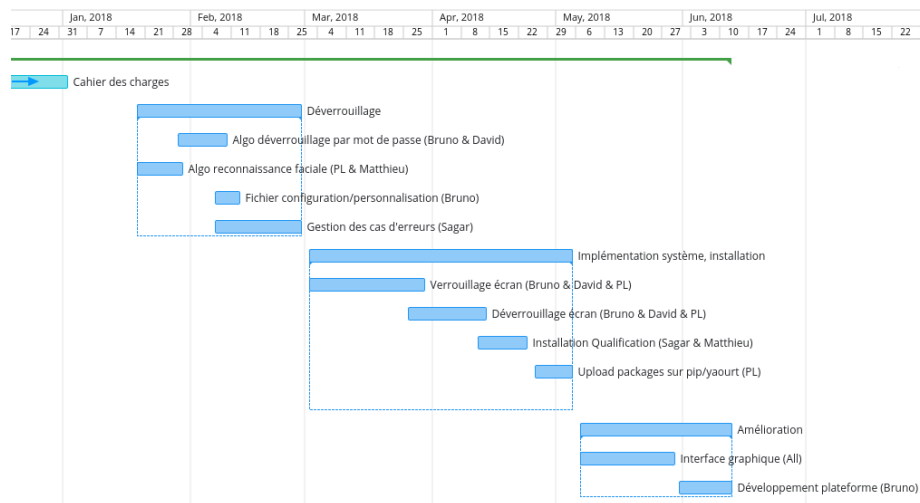 Jan, 2018 Feb, 2018 Mar, 2018 Apr, 2018 May, 2018 Jun, 2018 Jul, 2018
17 24 31 7 14 21 28 4 11 18 25 4 11 18 25 1 8 15 22 29 6 13 20 27 3 10 17 24 1 8 15 22
Cahier des charges
Déverrouillage
Algo déverrouillage par mot de passe (Bruno & David)
Algo reconnaissance faciale (PL & Matthieu)
Fichier configuration/personnalisation (Bruno)
Gestion des cas d'erreurs (Sagar)
Implémentation système, installation
Verrouillage écran (Bruno & David & PL)
Déverrouillage écran (Bruno & David & PL)
Installation Qualification (Sagar & Matthieu)
Upload packages sur pip/yaourt (PL)
Amélioration
Interface graphique (All)
Développement plateforme (Bruno)